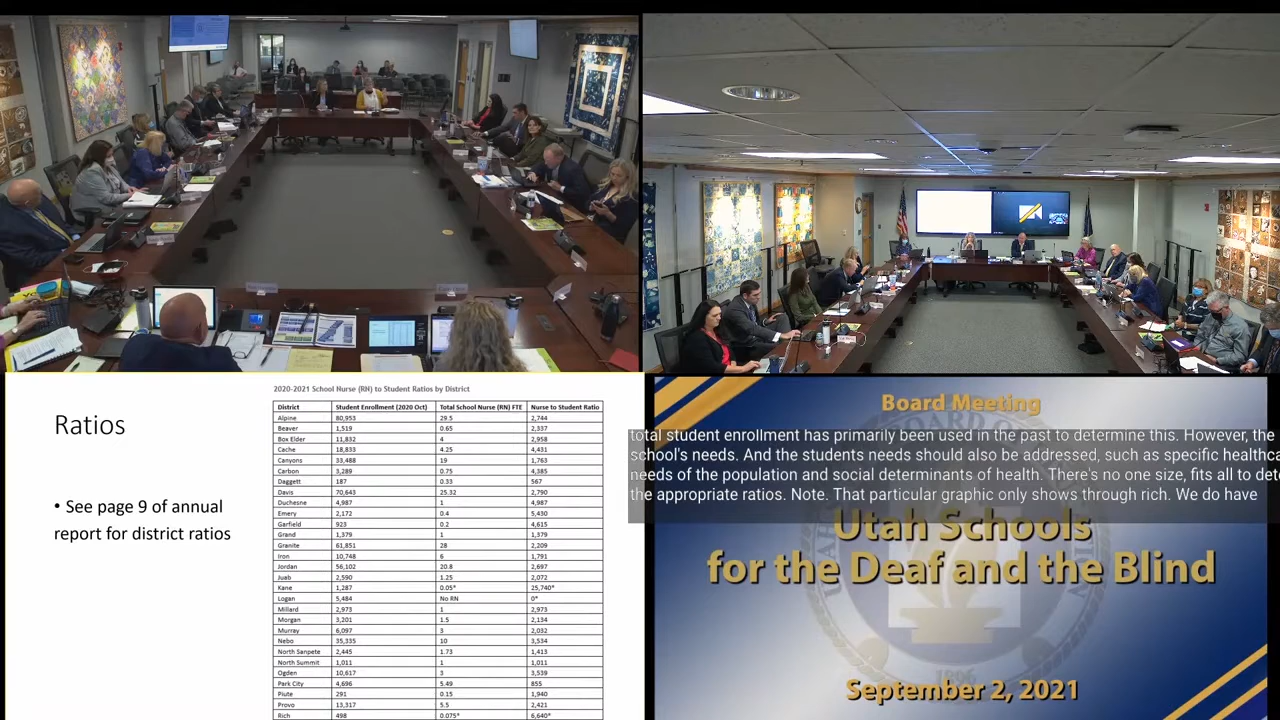 Ratios
• See page 9 of annual
report for district ratios
2020-2021 School Nurse (RN) to Student Ratios by District
District Student Enrollment (2020 Oct) Total School Nurse (RN) FTE Nurse to Student Ratio
Alpine 80,953 29.5 2,744
Beaver 1,519 0.65 2,337
Box Elder 11,832 4 2,958
Cache 18,833 4.25 4,431
Canyons 33,488 19 1,763
Carbon 3,289 0.75 4,385
Daggett 187 0.33 567
Davis 70,643 25.32 2,790
Duchesne 4,987 1 4,987
Emery 2,172 0.4 5,430
Garfield 923 0.2 4,615
Grand 1,379 1 1,379
Granite 61,851 28 2,209
Iron 10,748 6 1,791
Jordan 56,102 20.8 2,697
Juab 2,590 1.25 2,072
Kane 1,287 0.05* 25,740*
Logan 5,484 No RN 0*
Millard 2,973 1 2,973
Morgan 3,201 1.5 2,134
Murray 6,097 3 2,032
Nebo 35,335 10 3,534
North Sanpete 2,445 1.73 1,413
North Summit 1,011 1 1,011
Ogden 10,617 3 3,539
Park City 4,696 5.49 855
Piute 291 0.15 1,940
Provo 13,317 5.5 2,421
Rich 498 0.075* 6,640*
Board Meeting
total student enrollment has primarily been used in the past to determine this. However, the
school's needs. And the students needs should also be addressed, such as specific healthca
needs of the population and social determinants of health. There's no one size, fits all to det
the appropriate ratios. Note. That particular graphic only shows through rich. We do have
Utah Schools
for the Deaf and the Blind
September 2, 2021